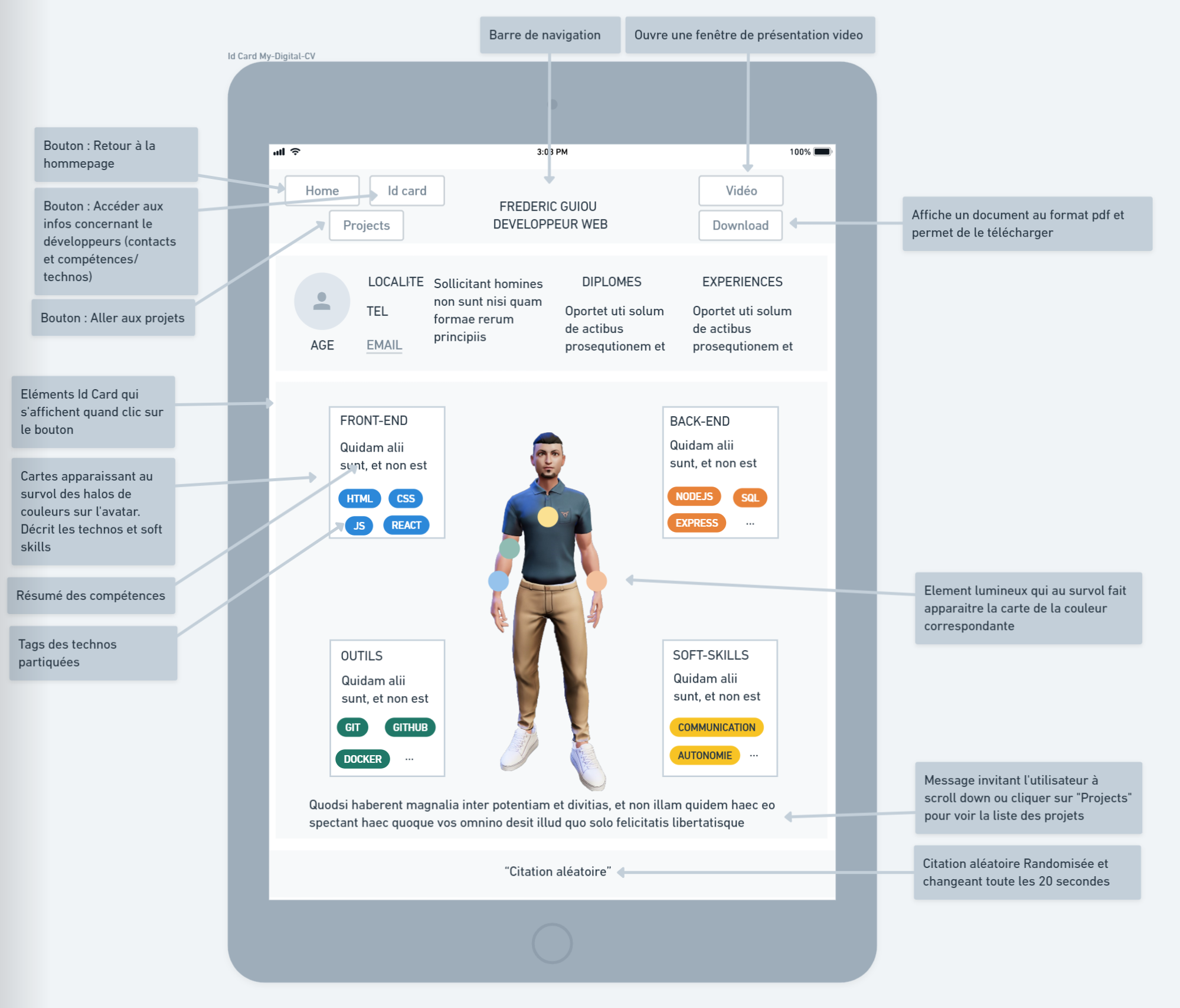 Barre de navigation
Ouvre une fenêtre de présentation video
Id Card My-Digital-CV
Bouton : Retour à la
hommepage
Bouton : Accéder aux
infos concernant le
développeurs (contacts
et compétences/
technos)
Bouton : Aller aux projets
Eléments Id Card qui
s'affichent quand clic sur
le bouton
Cartes apparaissant au
survol des halos de
couleurs sur l'avatar.
Décrit les technos et soft
skills
Résumé des compétences
Tags des technos
partiquées
3:03 PM
100%
Home
Id card
Projects
FREDERIC GUIOU
DEVELOPPEUR WEB
Vidéo
Download
LOCALITE
TEL
AGE
EMAIL
Sollicitant homines
non sunt nisi quam
formae rerum
principiis
DIPLOMES
Oportet uti solum
de actibus
prosequtionem et
EXPERIENCES
Oportet uti solum
de actibus
prosequtionem et
FRONT-END
Quidam alii
sunt, et non est
HTML
CSS
JS
REACT
BACK-END
Quidam alii
sunt, et non est
NODEJS
SQL
EXPRESS
...
OUTILS
Quidam alii
sunt, et non est
GIT
GITHUB
DOCKER
...
SOFT-SKILLS
Quidam alii
sunt, et non est
COMMUNICATION
AUTONOMIE
...
Quodsi haberent magnalia inter potentiam et divitias, et non illam quidem haec eo
spectant haec quoque vos omnino desit illud quo solo felicitatis libertatisque
"Citation aléatoire"
Affiche un document au format pdf et
permet de le télécharger
Element lumineux qui au survol fait
apparaitre la carte de la couleur
correspondante
Message invitant l'utilisateur à
scroll down ou cliquer sur "Projects"
pour voir la liste des projets
Citation aléatoire Randomisée et
changeant toute les 20 secondes